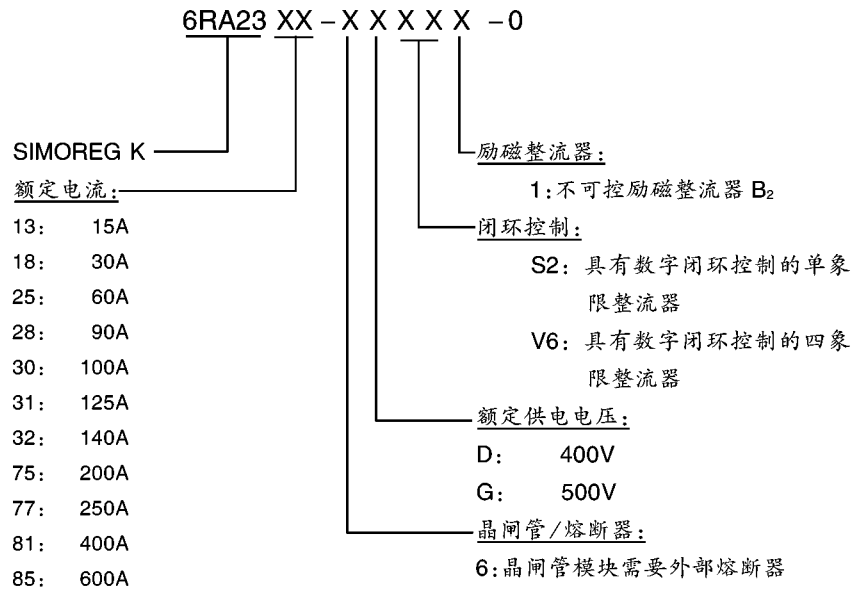 6RA23 XX – X X X X X – 0
SIMOREG K
额定电流:
13: 15A
18: 30A
25: 60A
28: 90A
30: 100A
31: 125A
32: 140A
75: 200A
77: 250A
81: 400A
85: 600A
励磁整流器:
1:不可控励磁整流器 B₂
闭环控制:
S2: 具有数字闭环控制的单象
限整流器
V6: 具有数字闭环控制的四象
限整流器
额定供电电压:
D: 400V
G: 500V
晶闸管/熔断器:
6:晶闸管模块需要外部熔断器